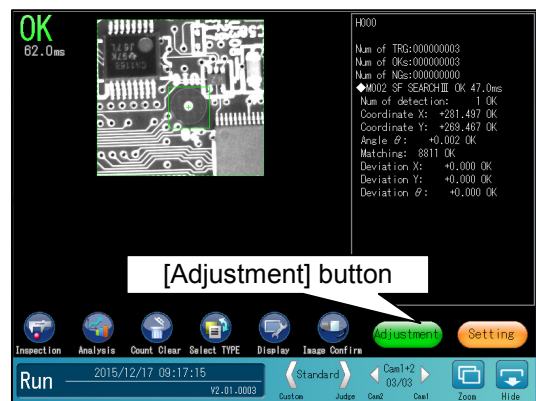 OK
62.0ms
H000
Num of TRG:000000003
Num of OKs:000000003
Num of NGs:000000000
◆M002 SF SEARCHⅢ OK 47.0ms
Num of detection: 1 OK
Coordinate X: +281.497 OK
Coordinate Y: +269.467 OK
Angle θ: +0.002 OK
Matching: 8811 OK
Deviation X: +0.000 OK
Deviation Y: +0.000 OK
Deviation θ: +0.000 OK
[Adjustment] button
Adjustment
Setting
Inspection
Analysis
Count Clear
Select TYPE
Display
Image Confirm
Run
2015/12/17 09:17:15
V2.01.0003
Standard
Custom
Judge
Cam1+2
03/03
Cam2
Cam1
Zoom
Hide